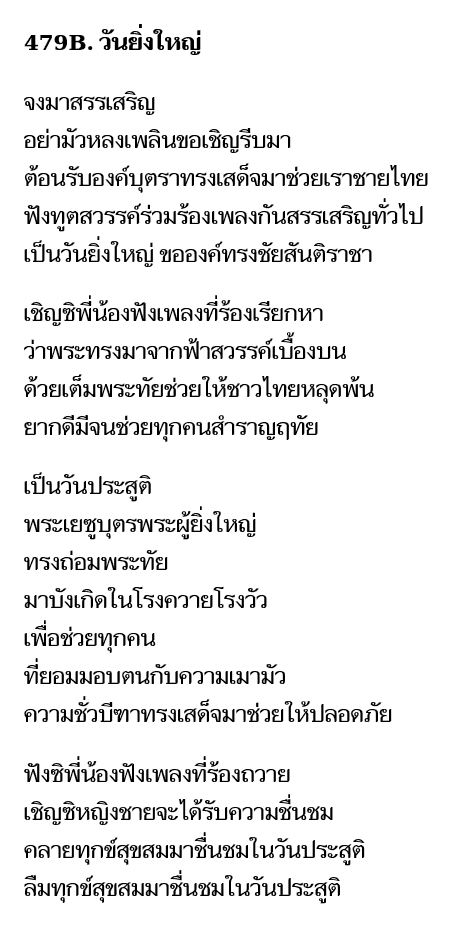 479B. วันยิ่งใหญ่
จงมาสรรเสริญ
อย่ามัวหลงเพลินขอเชิญรีบมา
ต้อนรับองค์บุตราทรงเสด็จมาช่วยเราชายไทย
ฟังทูตสวรรค์ร่วมร้องเพลงกันสรรเสริญทั่วไป
เป็นวันยิ่งใหญ่ ขององค์ทรงชัยสันติราชา
เชิญซิพี่น้องฟังเพลงที่ร้องเรียกหา
ว่าพระทรงมาจากฟ้าสวรรค์เบื้องบน
ด้วยเต็มพระทัยช่วยให้ชาวไทยหลุดพ้น
ยากดีมีจนช่วยทุกคนสำราญฤทัย
เป็นวันประสูติ
พระเยซูบุตรพระผู้ยิ่งใหญ่
ทรงถ่อมพระทัย
มาบังเกิดในโรงควายโรงวัว
เพื่อช่วยทุกคน
ที่ยอมมอบตนกับความเมามัว
ความชั่วบีฑาทรงเสด็จมาช่วยให้ปลอดภัย
ฟังซิพี่น้องฟังเพลงที่ร้องถวาย
เชิญซิหญิงชายจะได้รับความชื่นชม
คลายทุกข์สุขสมมาชื่นชมในวันประสูติ
ลืมทุกข์สุขสมมาชื่นชมในวันประสูติ